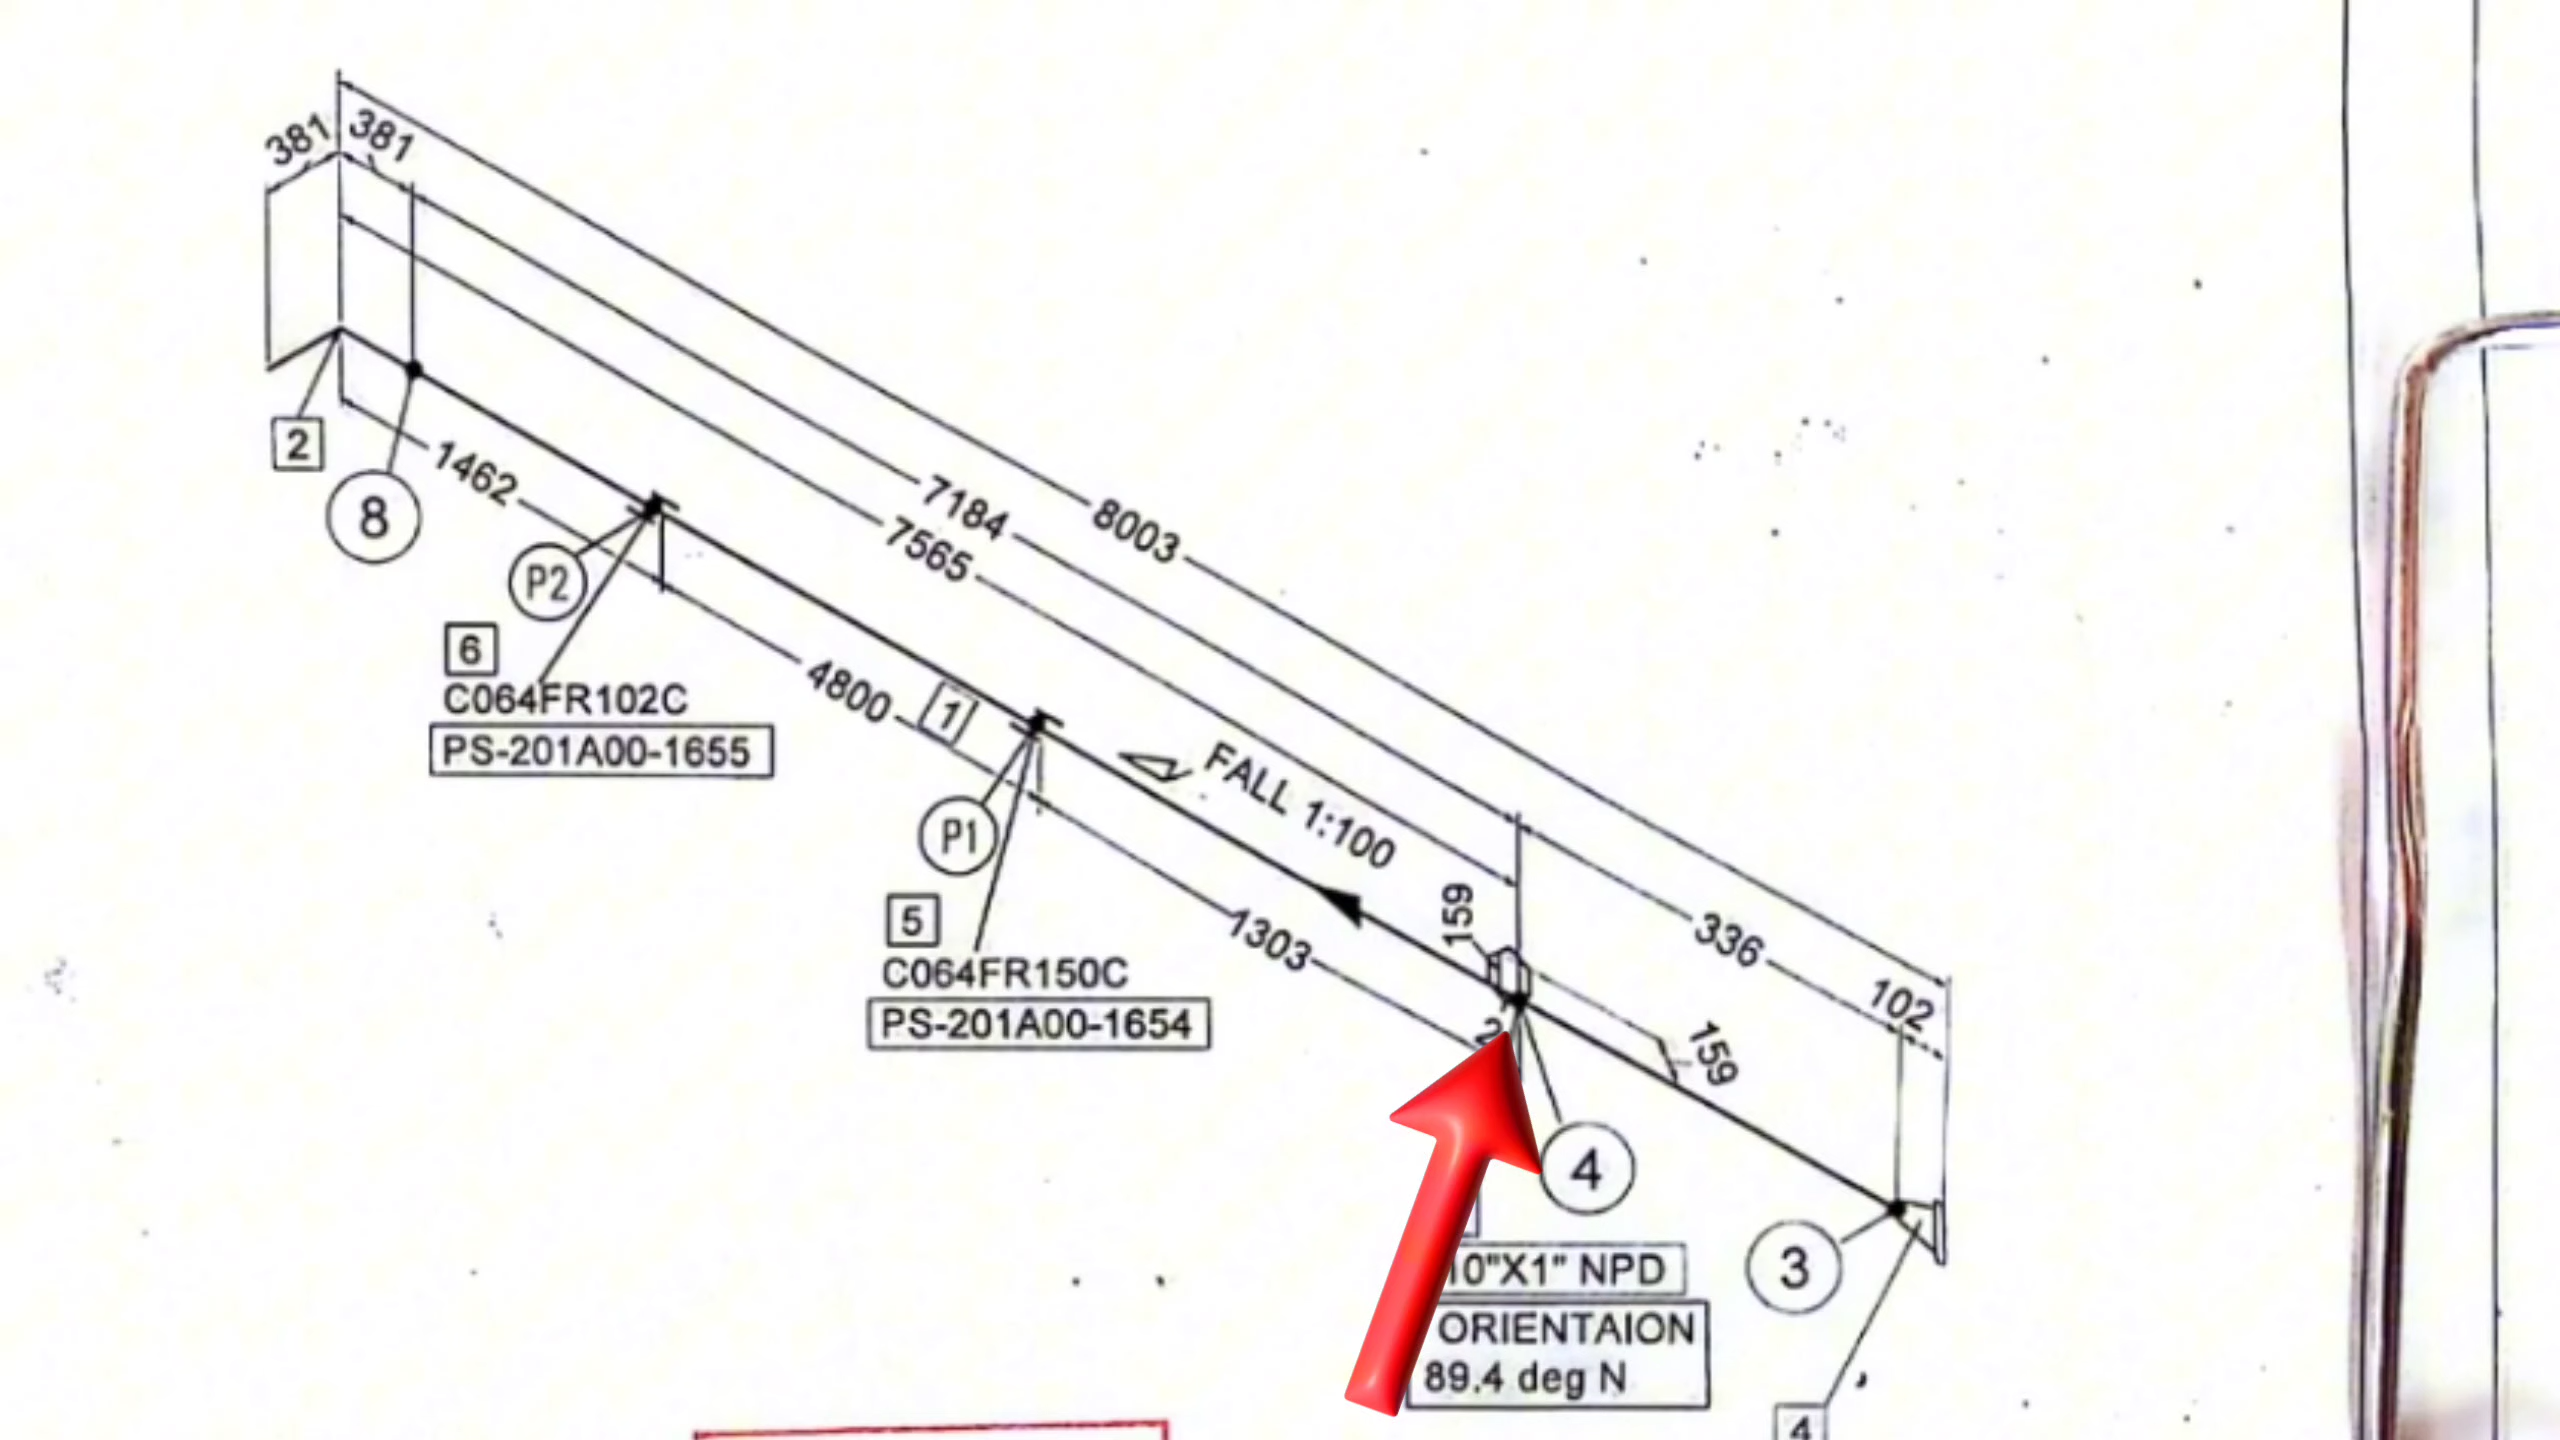 381
381
8003
7184
7565
2
8
1462
P2
6
C064FR102C
PS-201A00-1655
4800
1
P1
5
C064FR150C
PS-201A00-1654
FALL 1:100
1303
159
336
102
159
2
4
3
10"X1" NPD
ORIENTAION
89.4 deg N
4